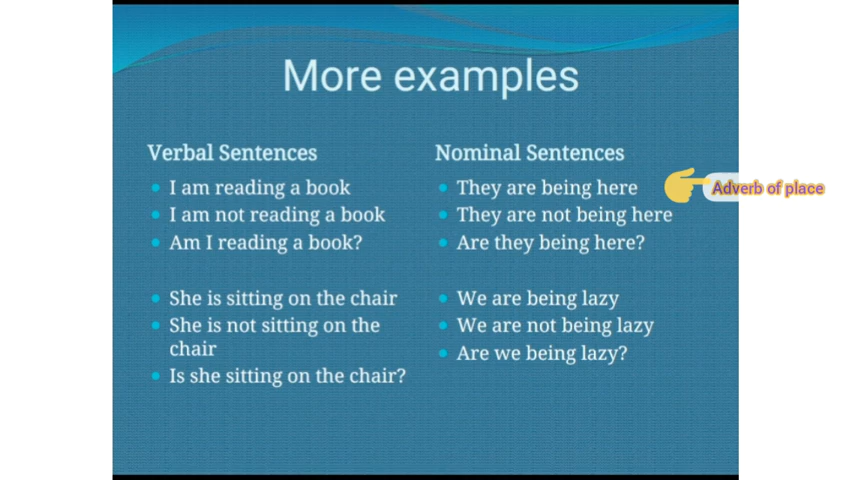 More examples
Verbal Sentences
I am reading a book
I am not reading a book
Am I reading a book?
She is sitting on the chair
She is not sitting on the
chair
Is she sitting on the chair?
Nominal Sentences
They are being here
They are not being here
Are they being here?
We are being lazy
We are not being lazy
Are we being lazy?
Adverb of place